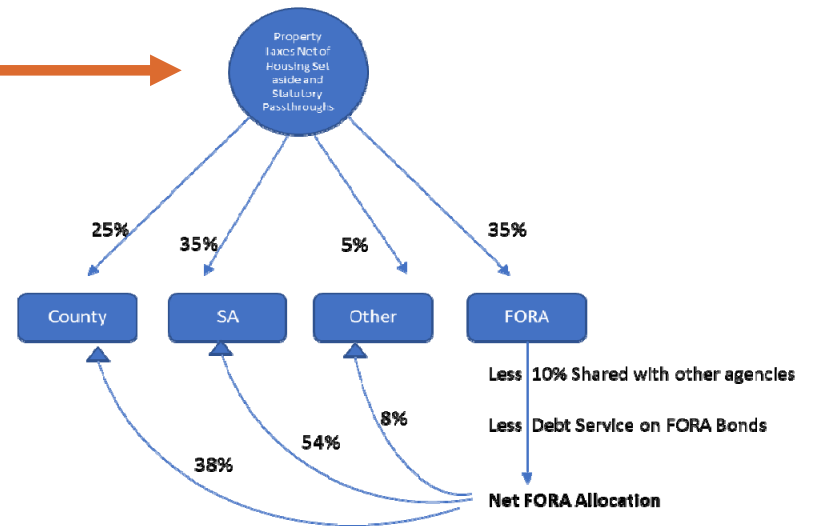 Property
Taxes Net of
Housing Set
aside and
Statutory
Passthroughs
25%
35%
5%
35%
County
SA
Other
FORA
Less 10% Shared with other agencies
8%
Less Debt Service on FORA Bonds
54%
38%
Net FORA Allocation